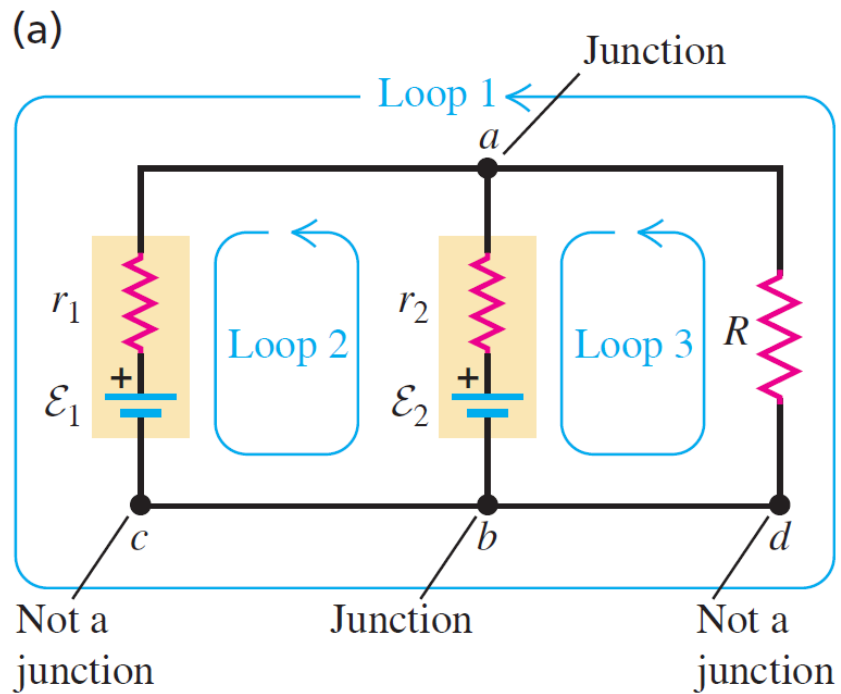 (a)
Junction
Loop 1
a
r₁
Loop 2
r₂
Loop 3
R
+
ℰ₁
+
ℰ₂
c
b
d
Not a
junction
Junction
Not a
junction